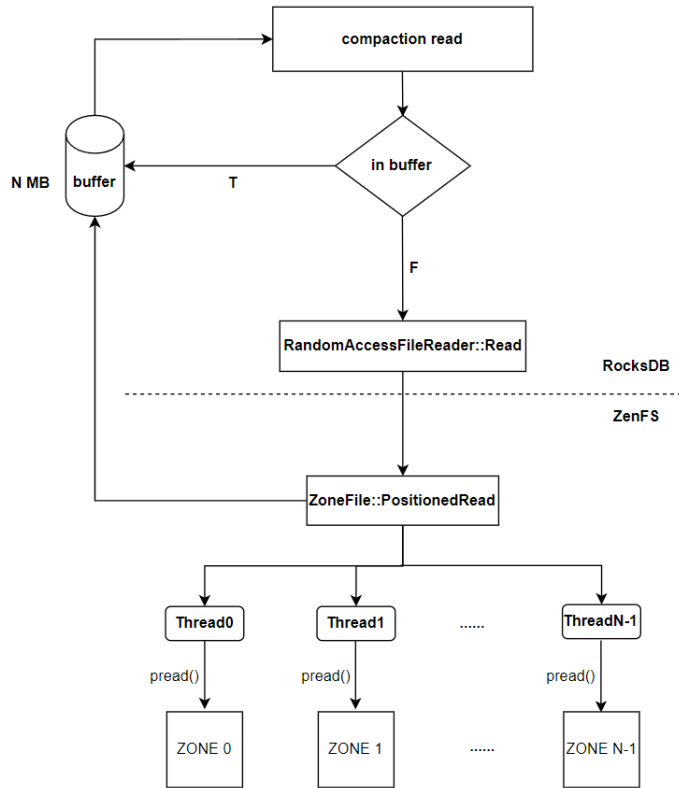 compaction read
in buffer
N MB
buffer
T
F
RandomAccessFileReader::Read
RocksDB
ZenFS
ZoneFile::PositionedRead
Thread0
Thread1
......
ThreadN-1
pread()
pread()
pread()
ZONE 0
ZONE 1
......
ZONE N-1